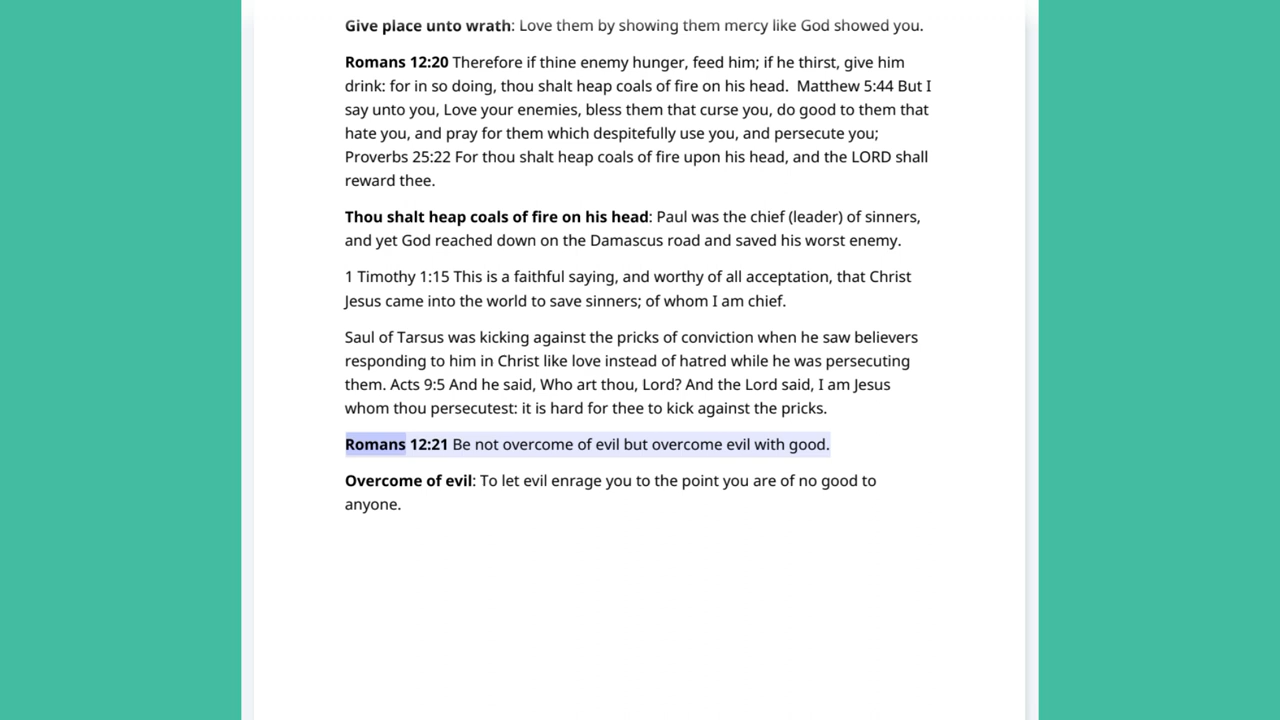 Give place unto wrath: Love them by showing them mercy like God showed you.
Romans 12:20 Therefore if thine enemy hunger, feed him; if he thirst, give him
drink: for in so doing, thou shalt heap coals of fire on his head.  Matthew 5:44 But I
say unto you, Love your enemies, bless them that curse you, do good to them that
hate you, and pray for them which despitefully use you, and persecute you;
Proverbs 25:22 For thou shalt heap coals of fire upon his head, and the LORD shall
reward thee.
Thou shalt heap coals of fire on his head: Paul was the chief (leader) of sinners,
and yet God reached down on the Damascus road and saved his worst enemy.
1 Timothy 1:15 This is a faithful saying, and worthy of all acceptation, that Christ
Jesus came into the world to save sinners; of whom I am chief.
Saul of Tarsus was kicking against the pricks of conviction when he saw believers
responding to him in Christ like love instead of hatred while he was persecuting
them. Acts 9:5 And he said, Who art thou, Lord? And the Lord said, I am Jesus
whom thou persecutest: it is hard for thee to kick against the pricks.
Romans 12:21 Be not overcome of evil but overcome evil with good.
Overcome of evil: To let evil enrage you to the point you are of no good to
anyone.